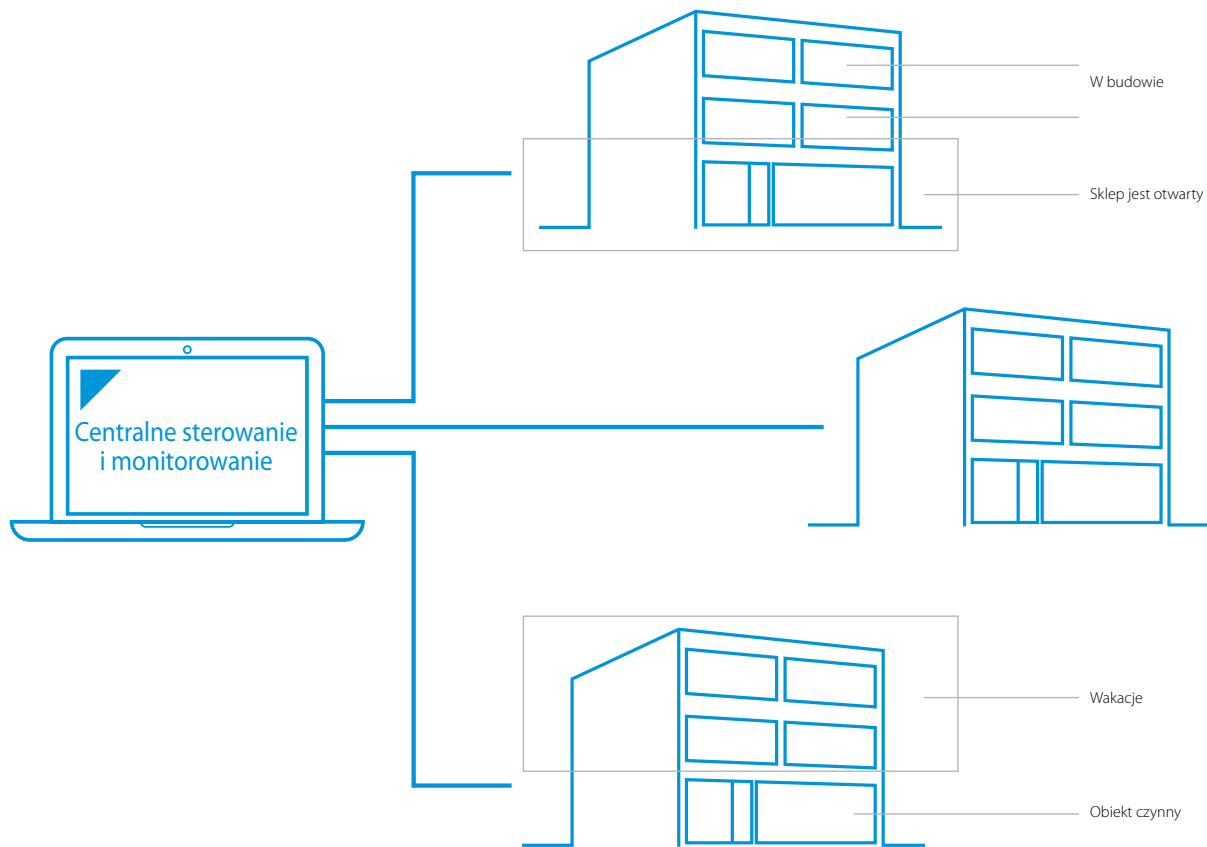 W budowie
Sklep jest otwarty
Centralne sterowanie
i monitorowanie
Wakacje
Obiekt czynny